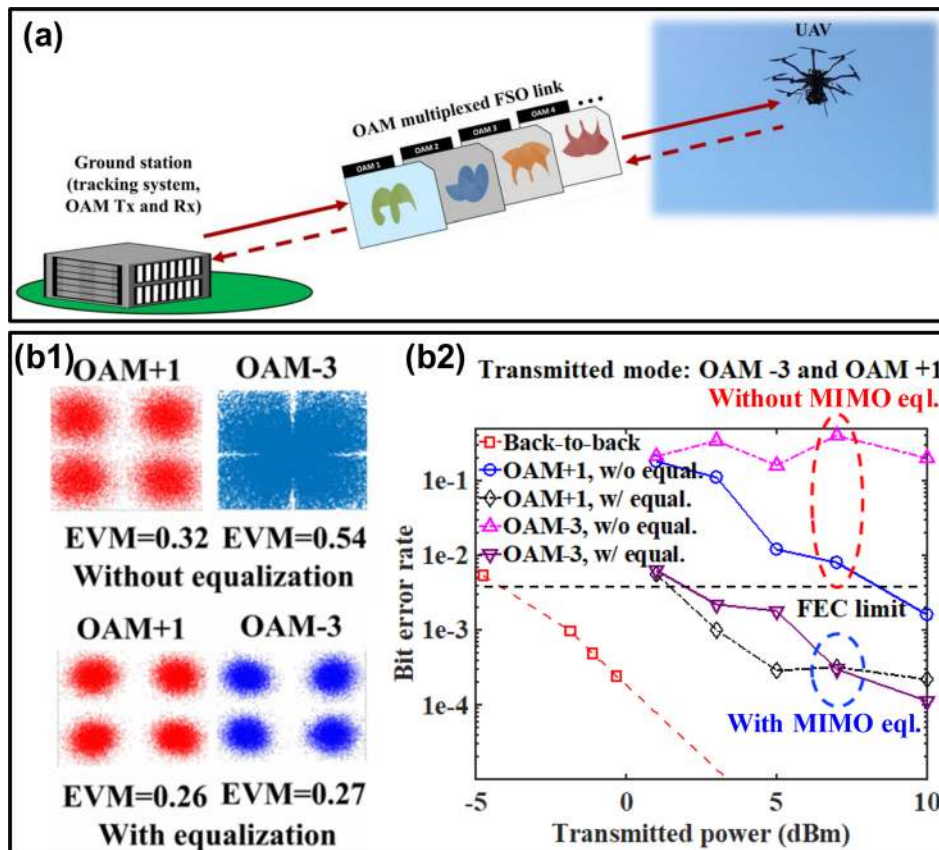 (a)
UAV
OAM multiplexed FSO link
OAM 1
OAM 2
OAM 3
OAM 4
...
Ground station
(tracking system,
OAM Tx and Rx)
(b1)
OAM+1 OAM-3
EVM=0.32 EVM=0.54
Without equalization
OAM+1 OAM-3
EVM=0.26 EVM=0.27
With equalization
(b2)
Transmitted mode: OAM -3 and OAM +1
Without MIMO eql.
Back-to-back
OAM+1, w/o equal.
OAM+1, w/ equal.
OAM-3, w/o equal.
OAM-3, w/ equal.
FEC limit
With MIMO eql.
Bit error rate
1e-1
1e-2
1e-3
1e-4
-5 0 5 10
Transmitted power (dBm)